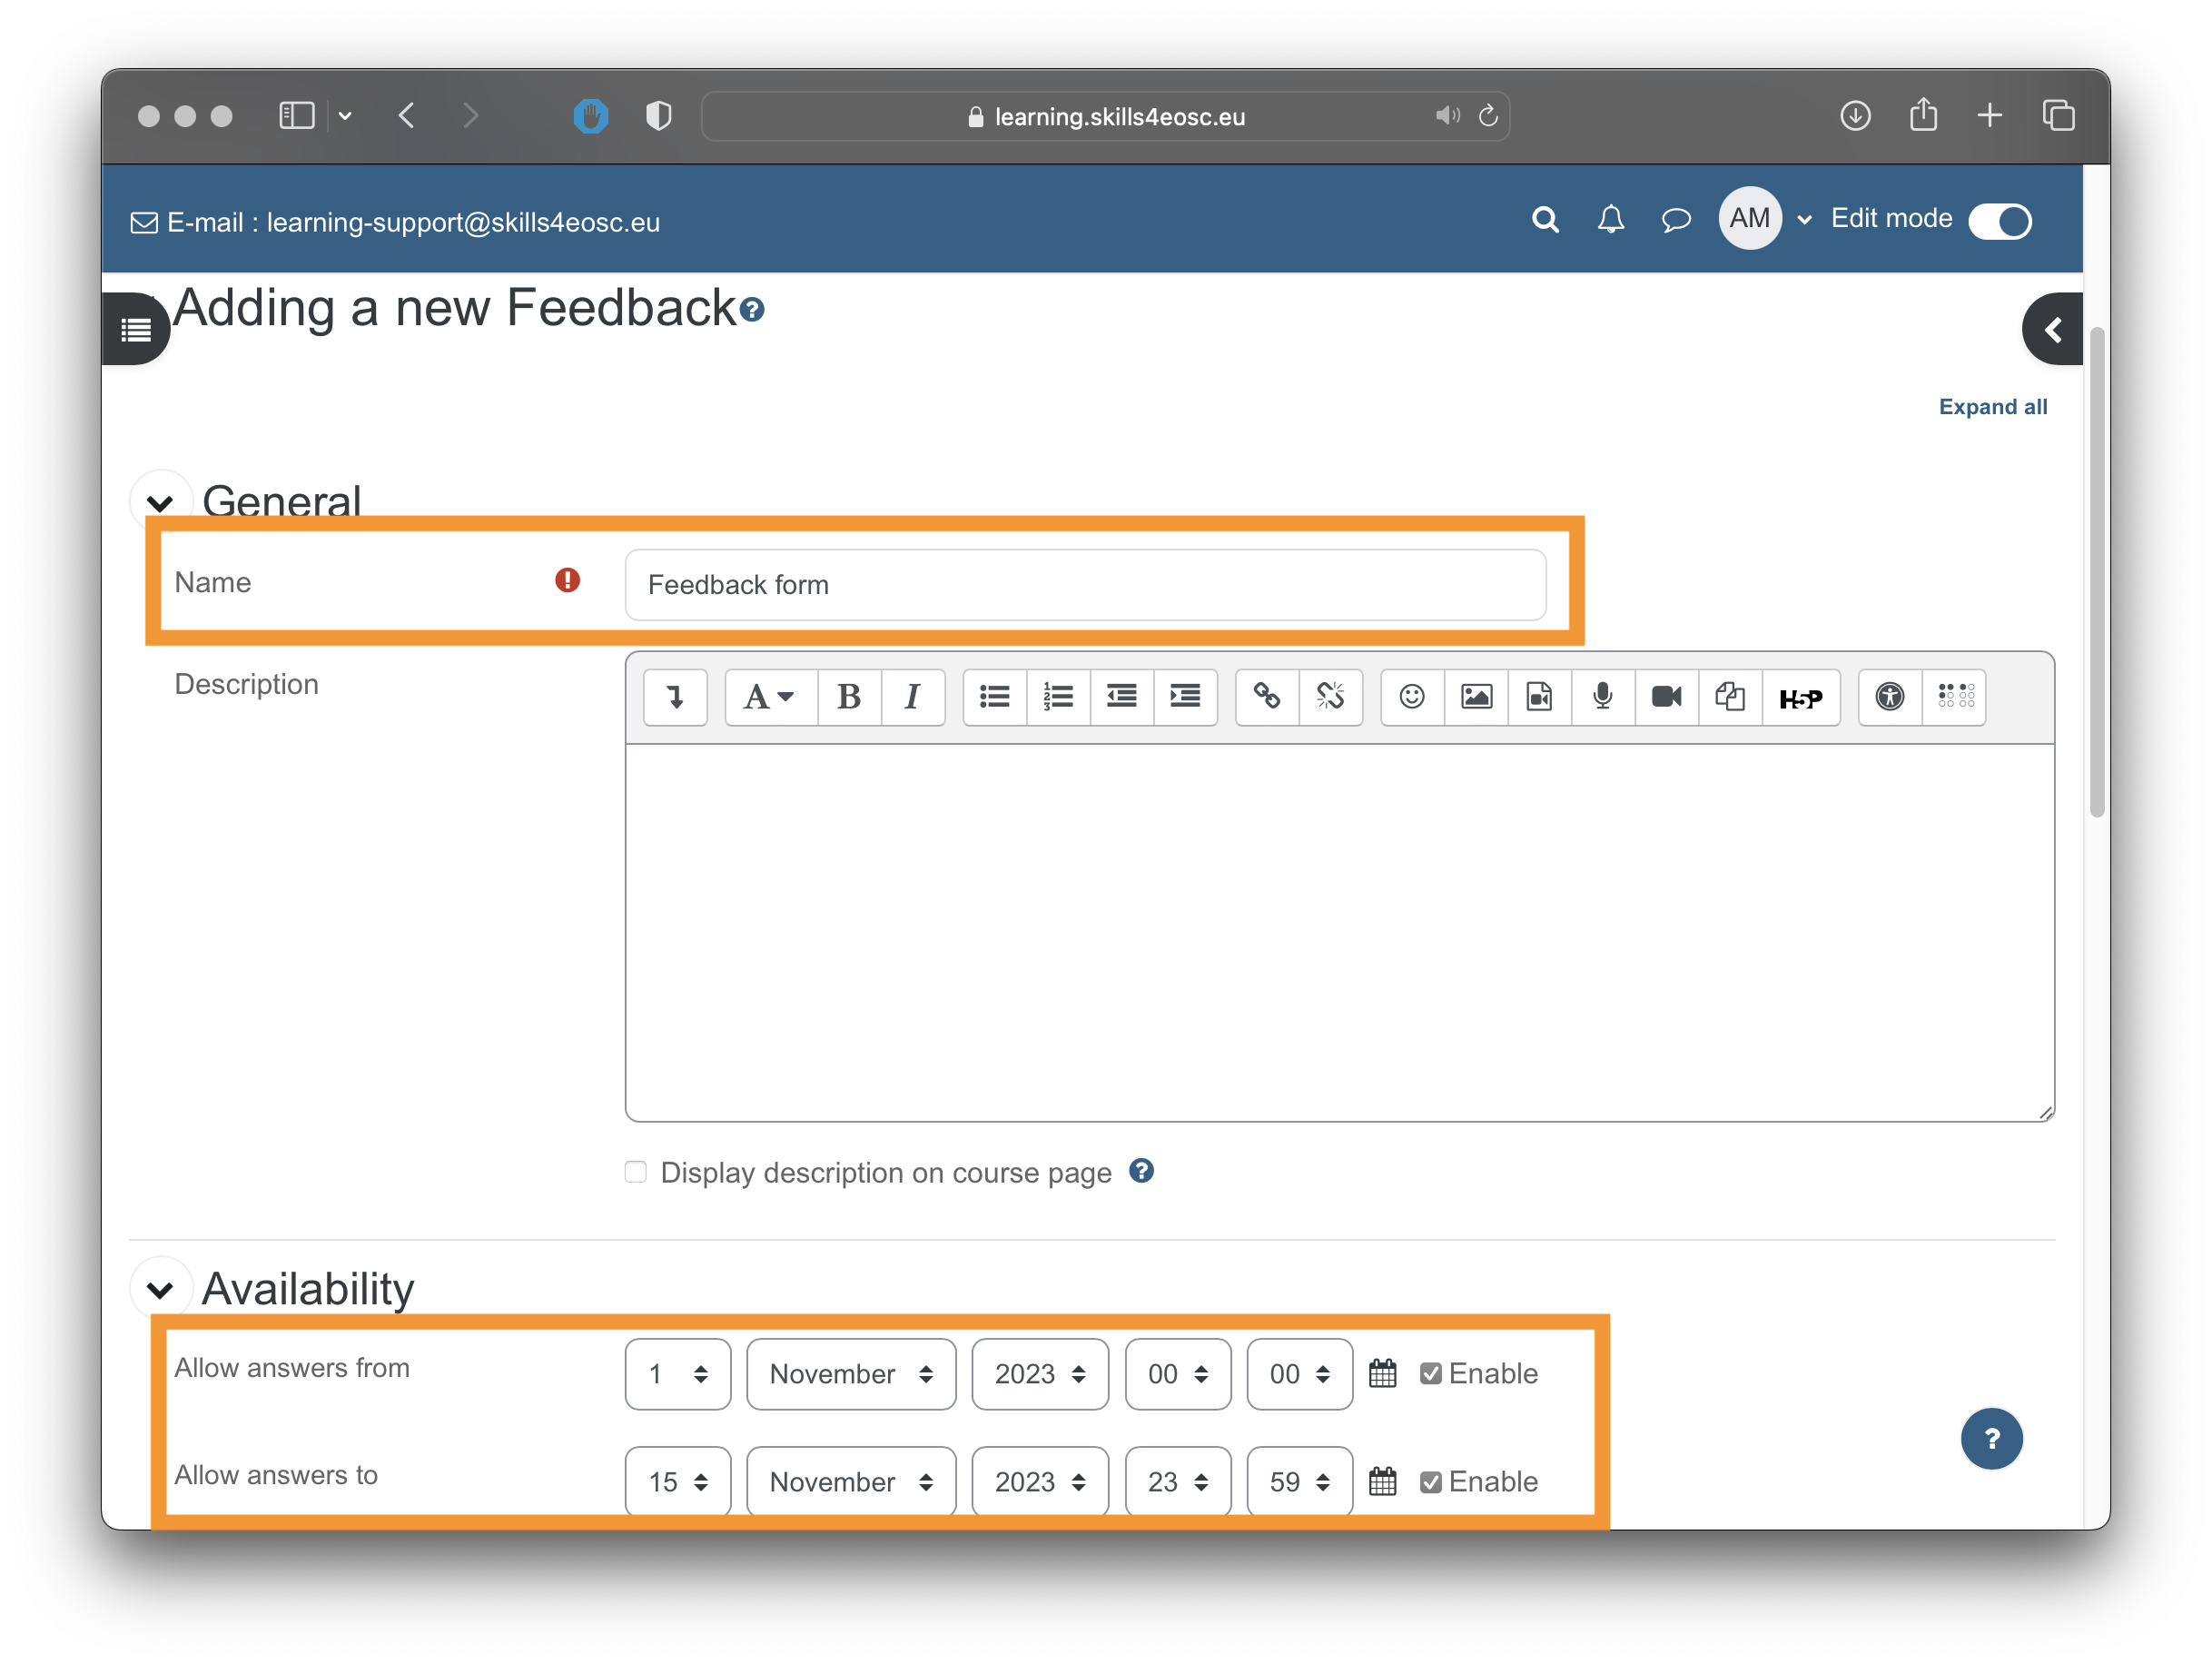 learning.skills4eosc.eu
E-mail : learning-support@skills4eosc.eu
AM
Edit mode
Adding a new Feedback
Expand all
General
Name
Feedback form
Description
A B I
H5P
Display description on course page
Availability
Allow answers from
1 November 2023 00 00 Enable
Allow answers to
15 November 2023 23 59 Enable